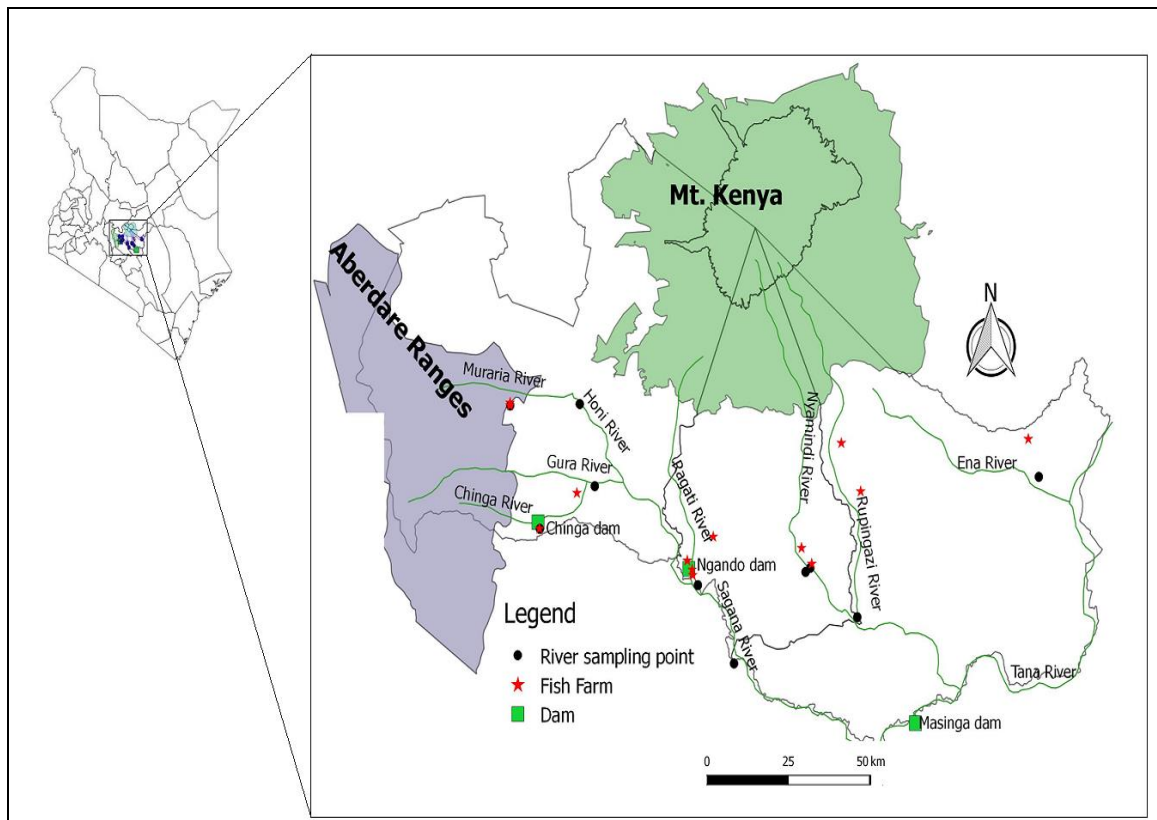 Mt. Kenya
Aberdare Ranges
N
Muraria River
Honi River
Gura River
Chinga River
Chinga dam
Ragati River
Nyamindi River
Rupingazi River
Ena River
Ngando dam
Sagana River
Tana River
Masinga dam
Legend
River sampling point
Fish Farm
Dam
0 25 50 km